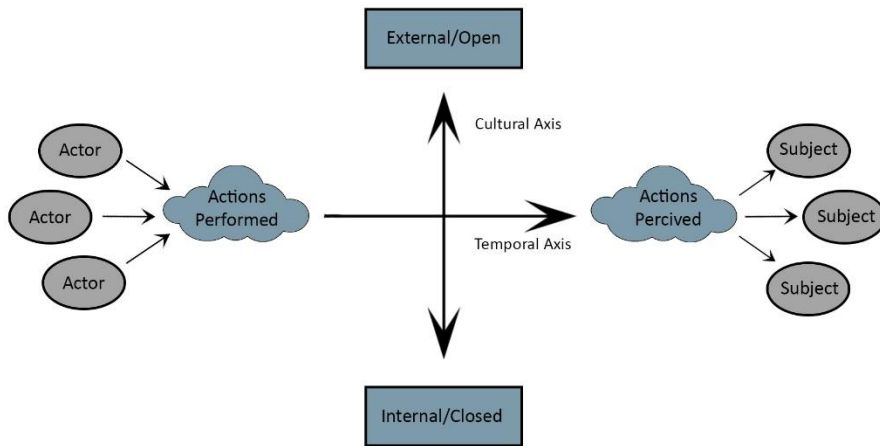 External/Open
Cultural Axis
Actor
Actor
Actor
Actions
Performed
Temporal Axis
Actions
Percived
Subject
Subject
Subject
Internal/Closed